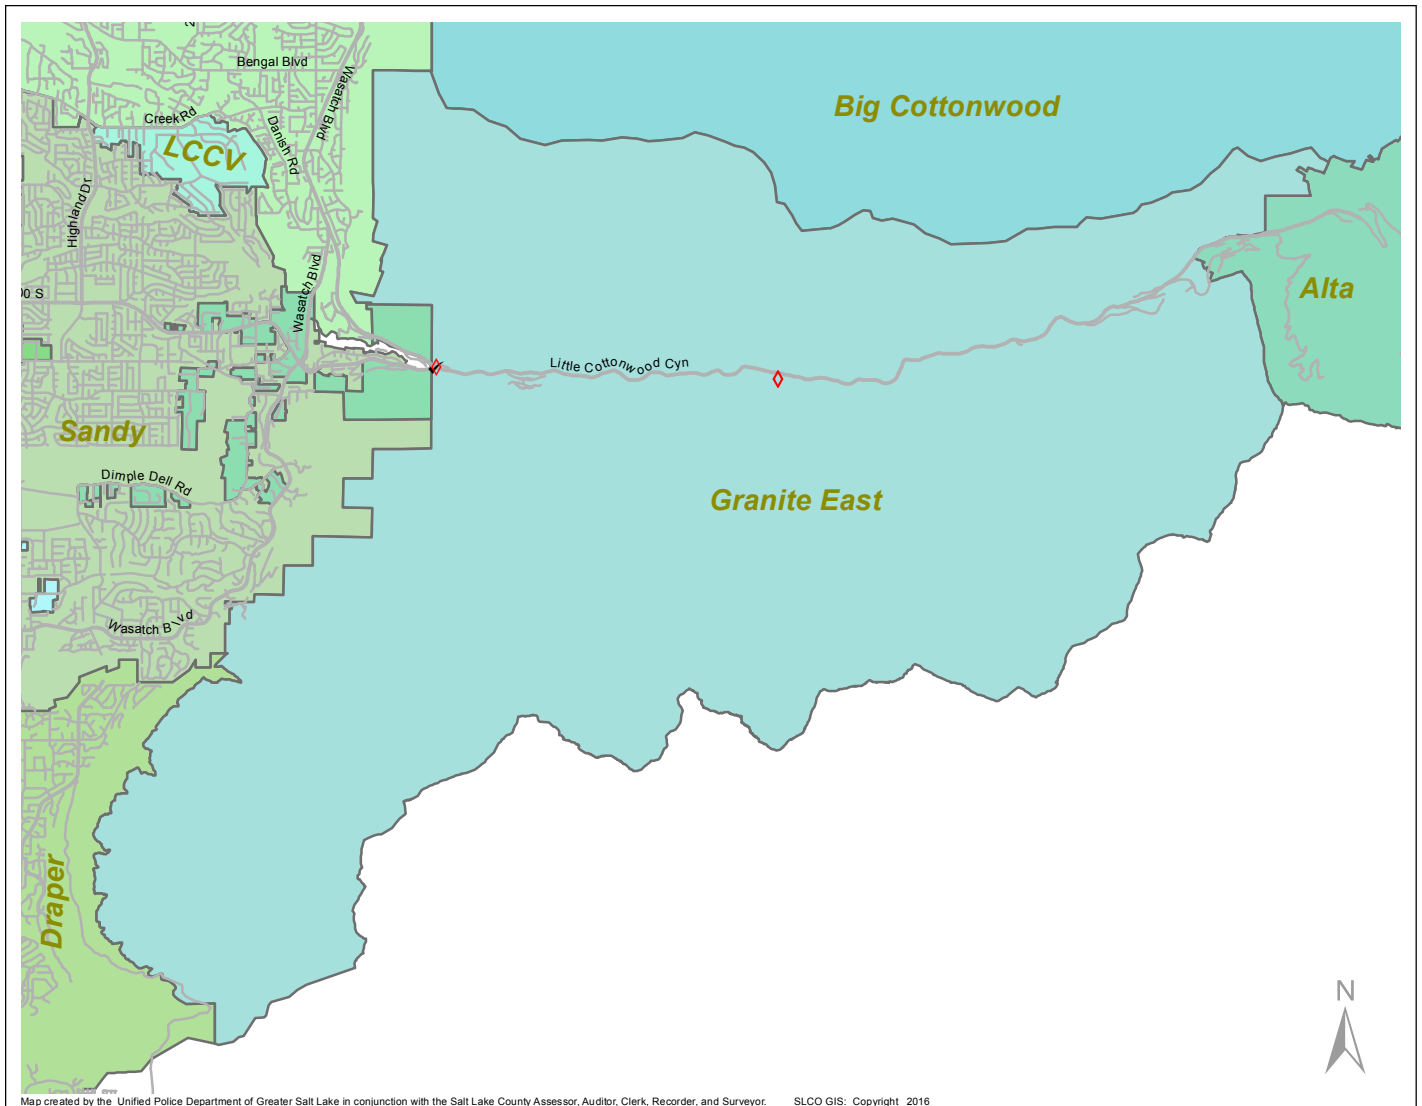 Bengal Blvd
Wasatch Blvd
Big Cottonwood
Creek Rd
Danish Rd
LCCV
Highland Dr
Wasatch Blvd
Alta
00 S
Little Cottonwood Cyn
Sandy
Dimple Dell Rd
Granite East
Wasatch Blvd
Draper
N
Map created by the Unified Police Department of Greater Salt Lake in conjunction with the Salt Lake County Assessor, Auditor, Clerk, Recorder, and Surveyor. SLCO GIS: Copyright 2016